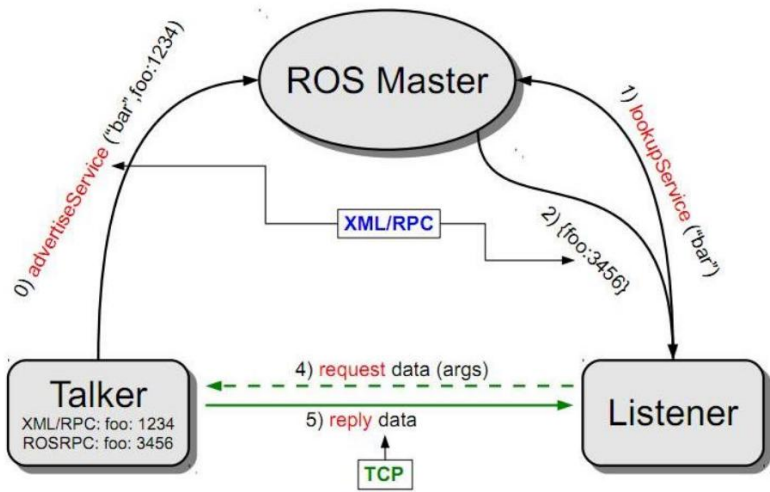 ROS Master
0) advertiseService ("bar",foo:1234)
1) lookupService ("bar")
XML/RPC
2) {foo:3456}
4) request data (args)
5) reply data
TCP
Talker
XML/RPC: foo: 1234
ROSRPC: foo: 3456
Listener